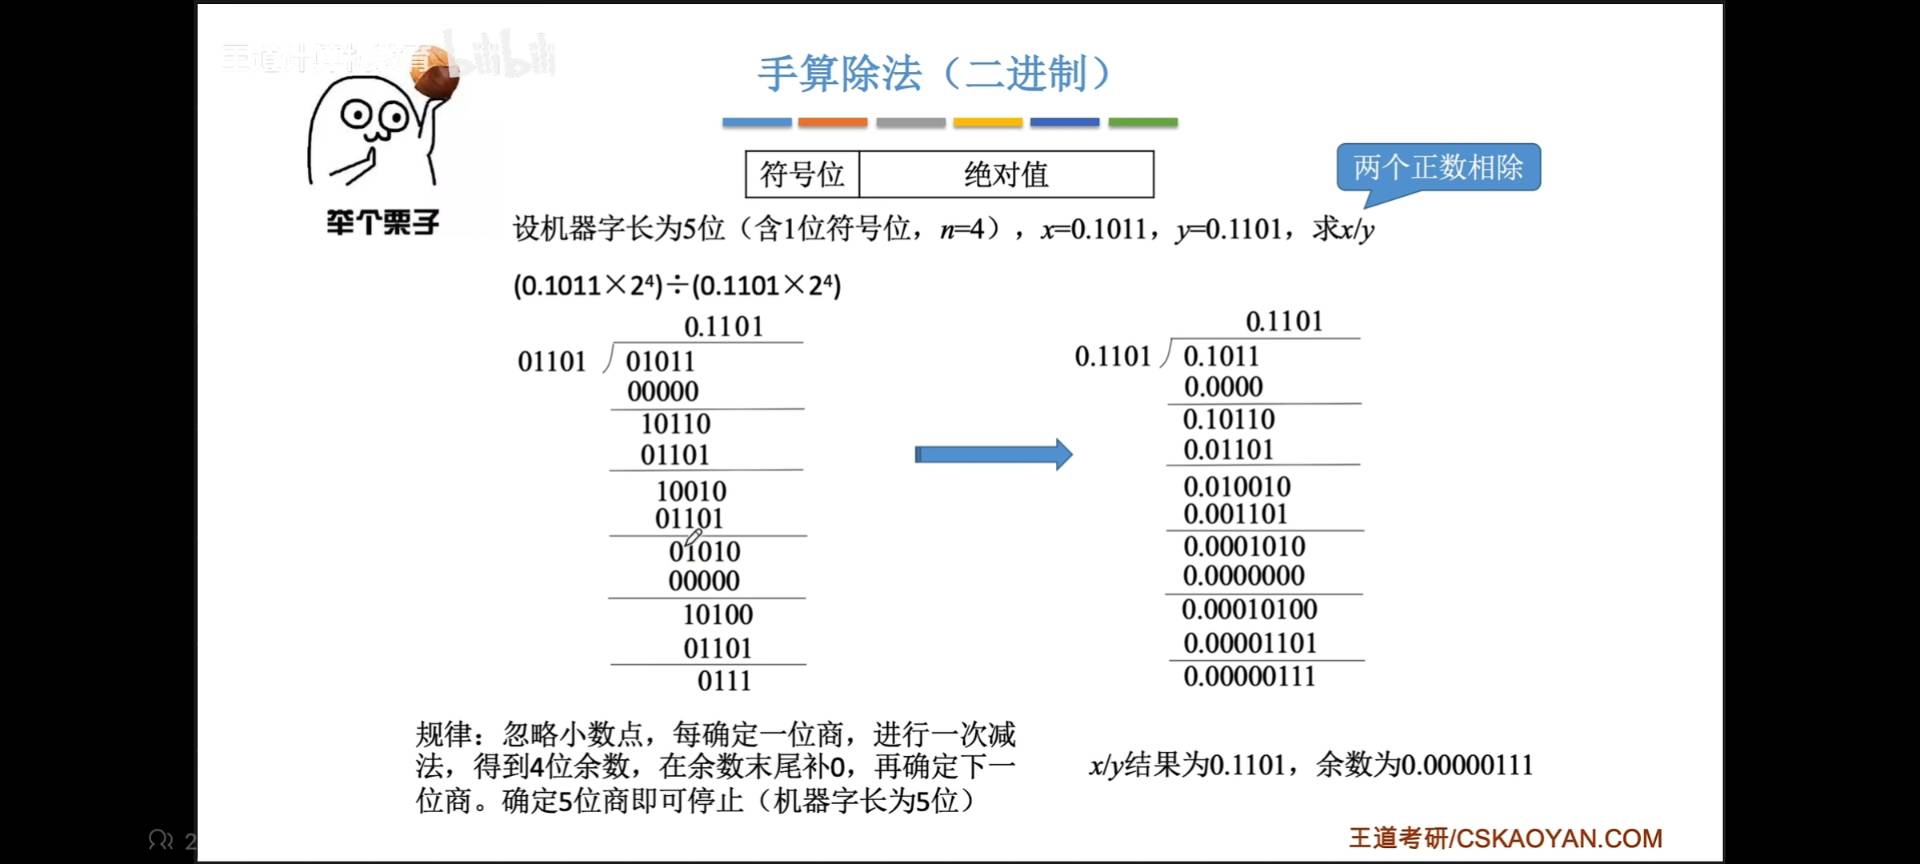 王道计算机教育 bilibili
手算除法（二进制）
符号位 绝对值
两个正数相除
举个栗子
设机器字长为5位（含1位符号位，n=4），x=0.1011，y=0.1101，求x/y
(0.1011×2⁴)÷(0.1101×2⁴)
0.1101
01101 01011
00000
10110
01101
10010
01101
01010
00000
10100
01101
0111
0.1101
0.1101 0.1011
0.0000
0.10110
0.01101
0.010010
0.001101
0.0001010
0.0000000
0.00010100
0.00001101
0.00000111
规律：忽略小数点，每确定一位商，进行一次减
法，得到4位余数，在余数末尾补0，再确定下一
位商。确定5位商即可停止（机器字长为5位）
x/y结果为0.1101，余数为0.00000111
2
王道考研/CSKAOYAN.COM